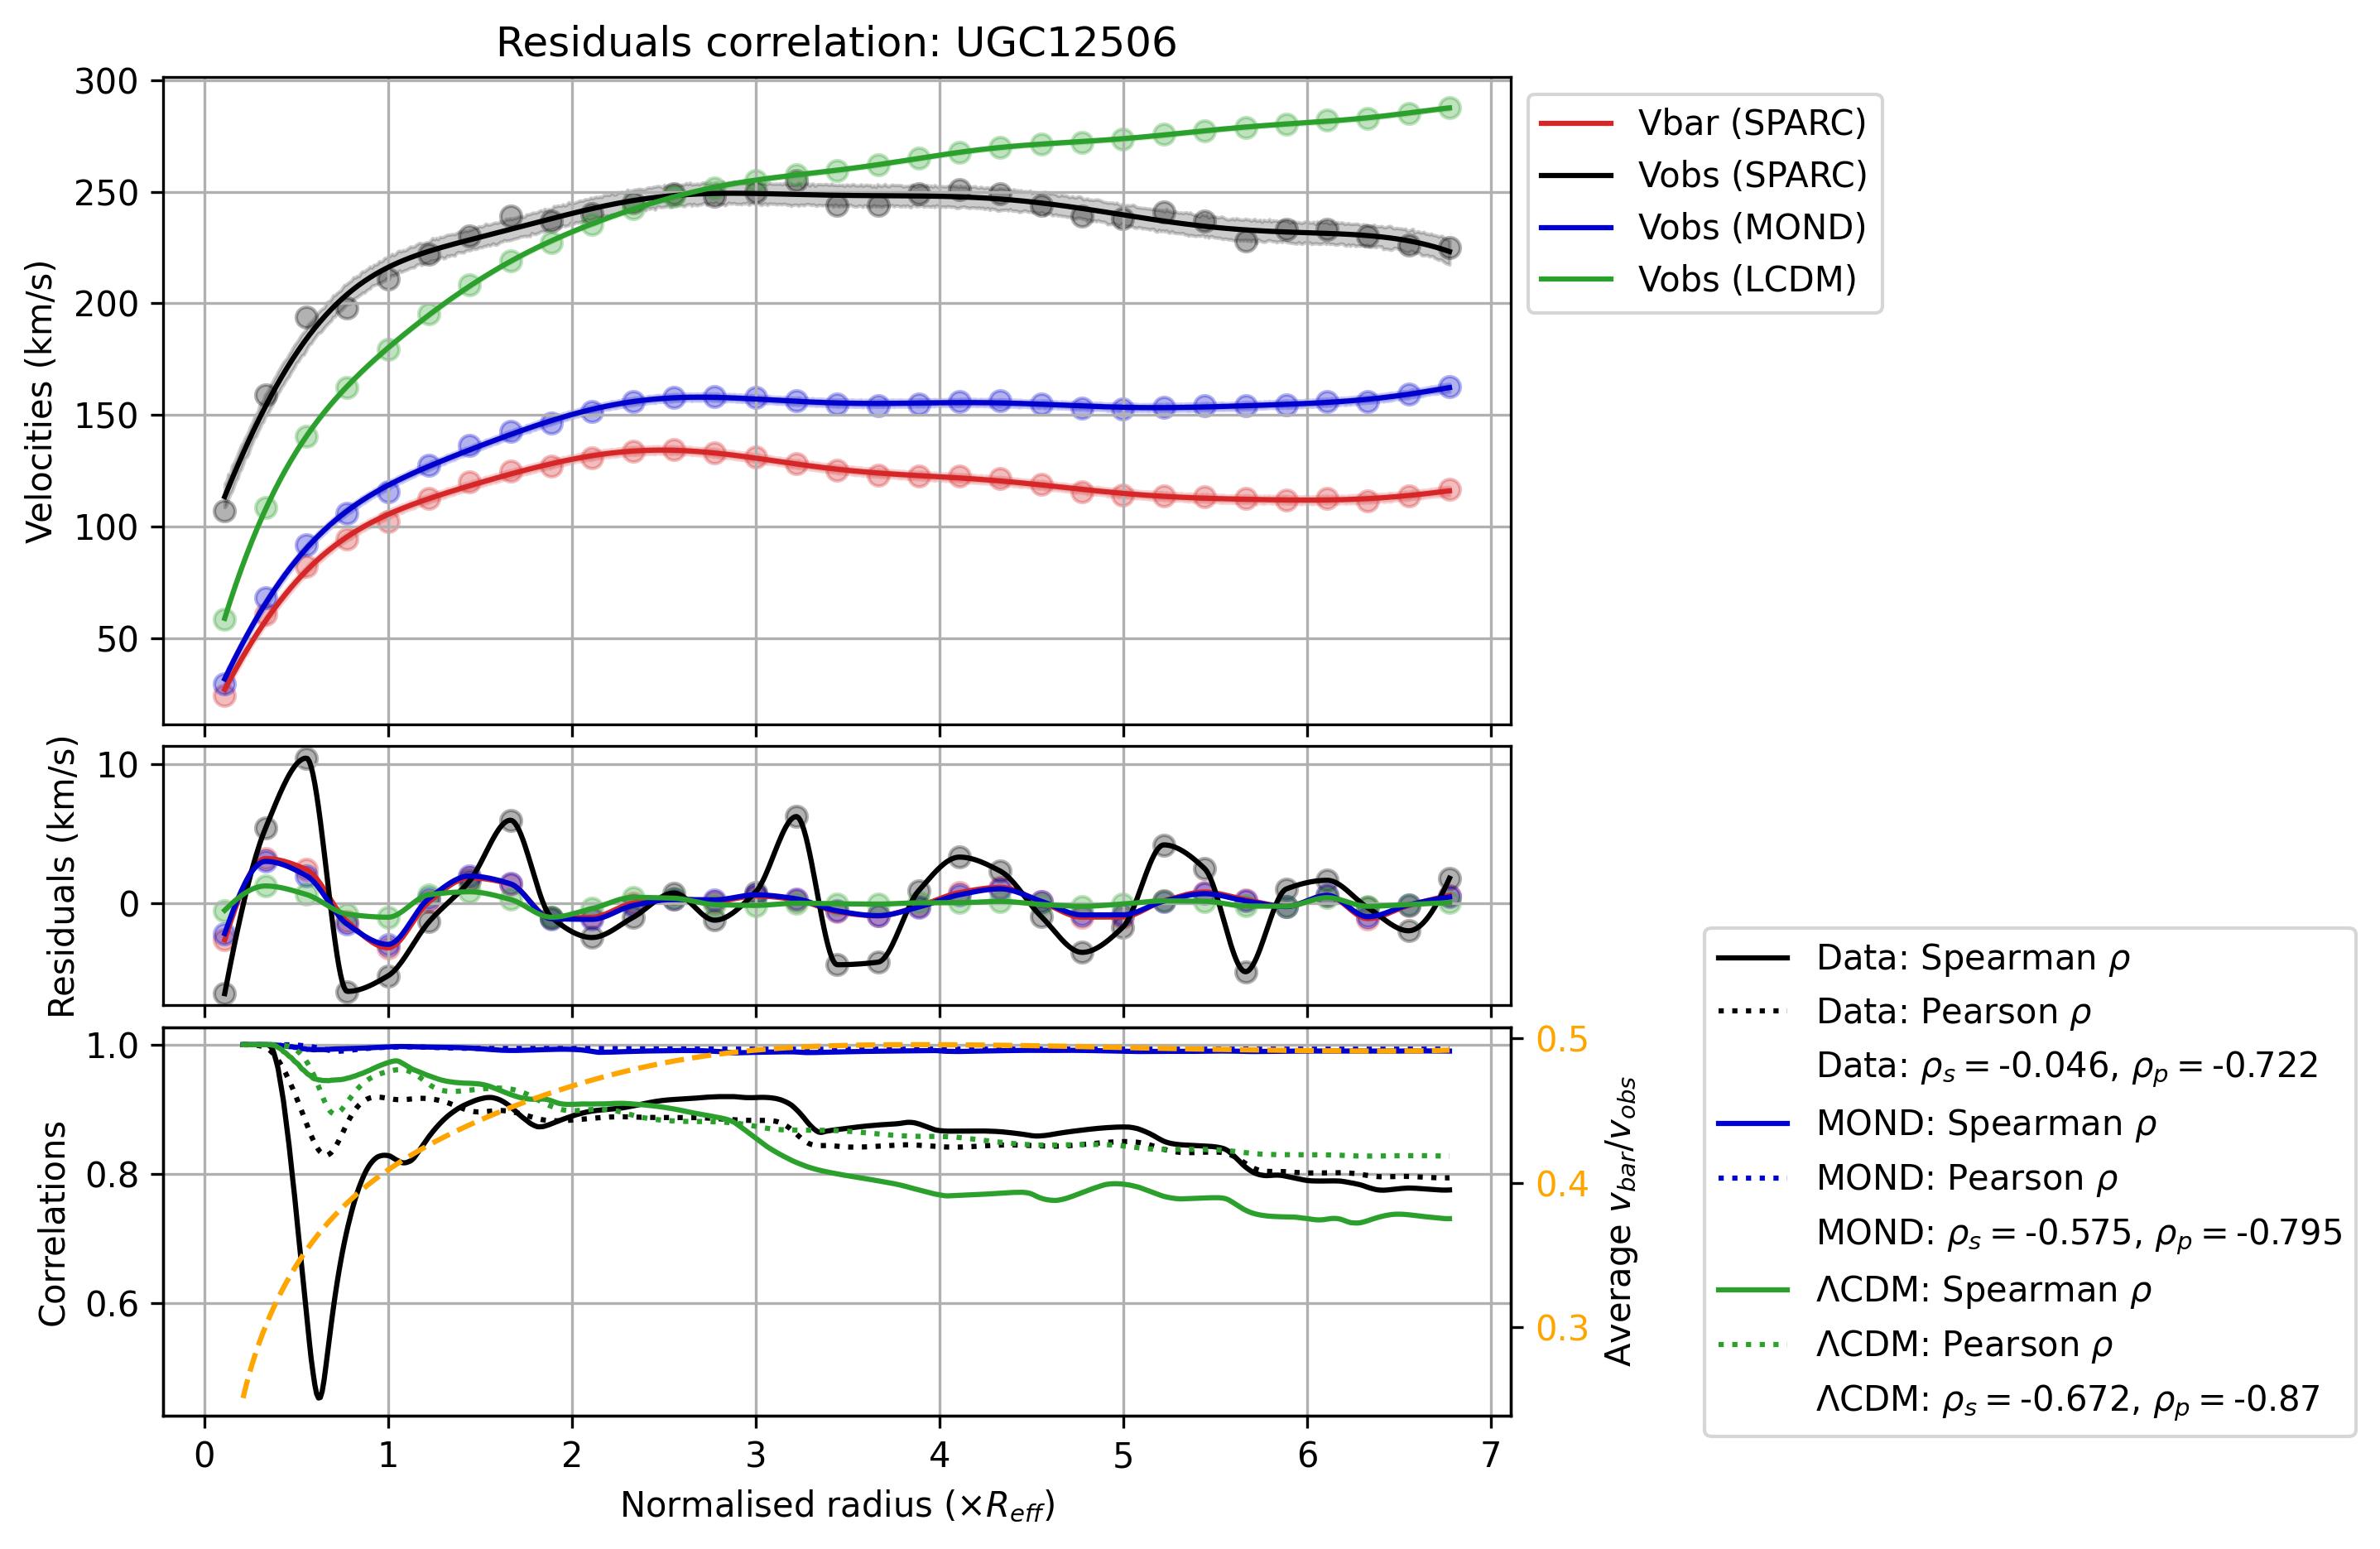 Residuals correlation: UGC12506
300
250
200
150
100
50
Velocities (km/s)
Vbar (SPARC)
Vobs (SPARC)
Vobs (MOND)
Vobs (LCDM)
10
0
Residuals (km/s)
1.0
0.8
0.6
Correlations
0.5
0.4
0.3
Average v_bar/v_obs
0 1 2 3 4 5 6 7
Normalised radius (×R_eff)
Data: Spearman ρ
Data: Pearson ρ
Data: ρ_s = -0.046, ρ_p = -0.722
MOND: Spearman ρ
MOND: Pearson ρ
MOND: ρ_s = -0.575, ρ_p = -0.795
ΛCDM: Spearman ρ
ΛCDM: Pearson ρ
ΛCDM: ρ_s = -0.672, ρ_p = -0.87